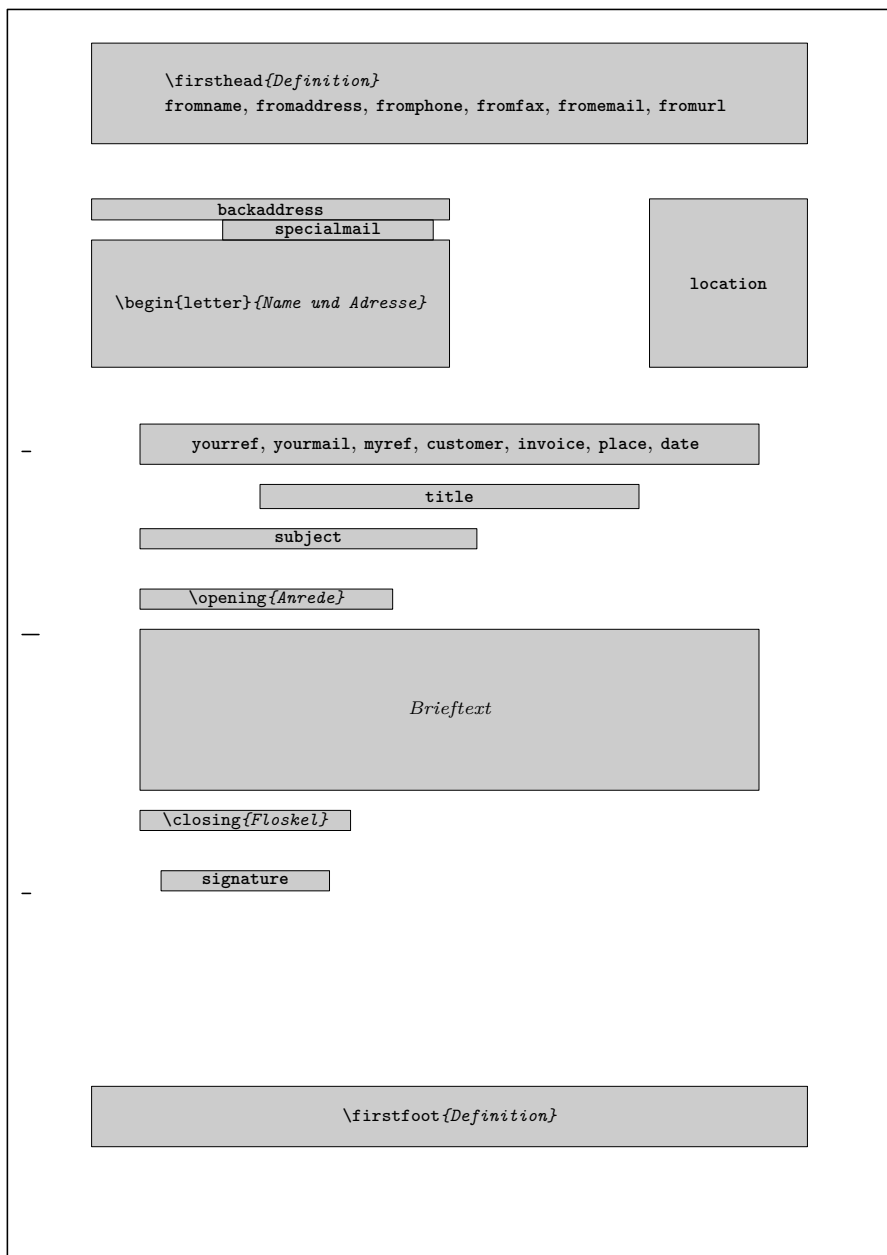 \firsthead{Definition}
fromname, fromaddress, fromphone, fromfax, fromemail, fromurl
backaddress
specialmail
\begin{letter}{Name und Adresse}
location
yourref, yourmail, myref, customer, invoice, place, date
title
subject
\opening{Anrede}
Brieftext
\closing{Floskel}
signature
\firstfoot{Definition}